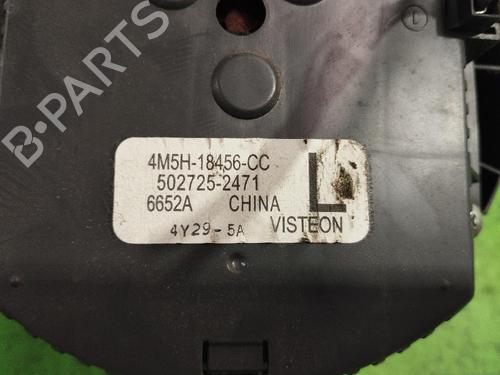 B-PARTS
4M5H-18456-CC
502725-2471
6652A CHINA L
4Y29-5A VISTEON